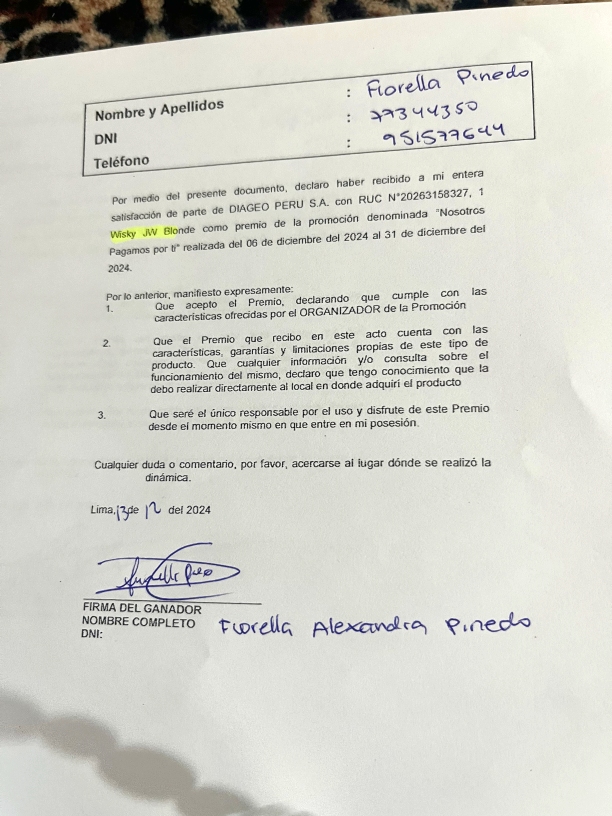 Nombre y Apellidos : Fiorella Pinedo
DNI : 77344350
Teléfono : 951577644
Por medio del presente documento, declaro haber recibido a mi entera
satisfacción de parte de DIAGEO PERU S.A. con RUC N°20263158327, 1
Wisky JW Blonde como premio de la promoción denominada "Nosotros
Pagamos por ti" realizada del 06 de diciembre del 2024 al 31 de diciembre del
2024.
Por lo anterior, manifiesto expresamente:
1. Que acepto el Premio, declarando que cumple con las
características ofrecidas por el ORGANIZADOR de la Promoción
2. Que el Premio que recibo en este acto cuenta con las
características, garantías y limitaciones propias de este tipo de
producto. Que cualquier información y/o consulta sobre el
funcionamiento del mismo, declaro que tengo conocimiento que la
debo realizar directamente al local en donde adquirí el producto
3. Que seré el único responsable por el uso y disfrute de este Premio
desde el momento mismo en que entre en mi posesión.
Cualquier duda o comentario, por favor, acercarse al lugar dónde se realizó la
dinámica.
Lima, 13 de 12 del 2024
FIRMA DEL GANADOR
NOMBRE COMPLETO Fiorella Alexandra Pinedo
DNI: